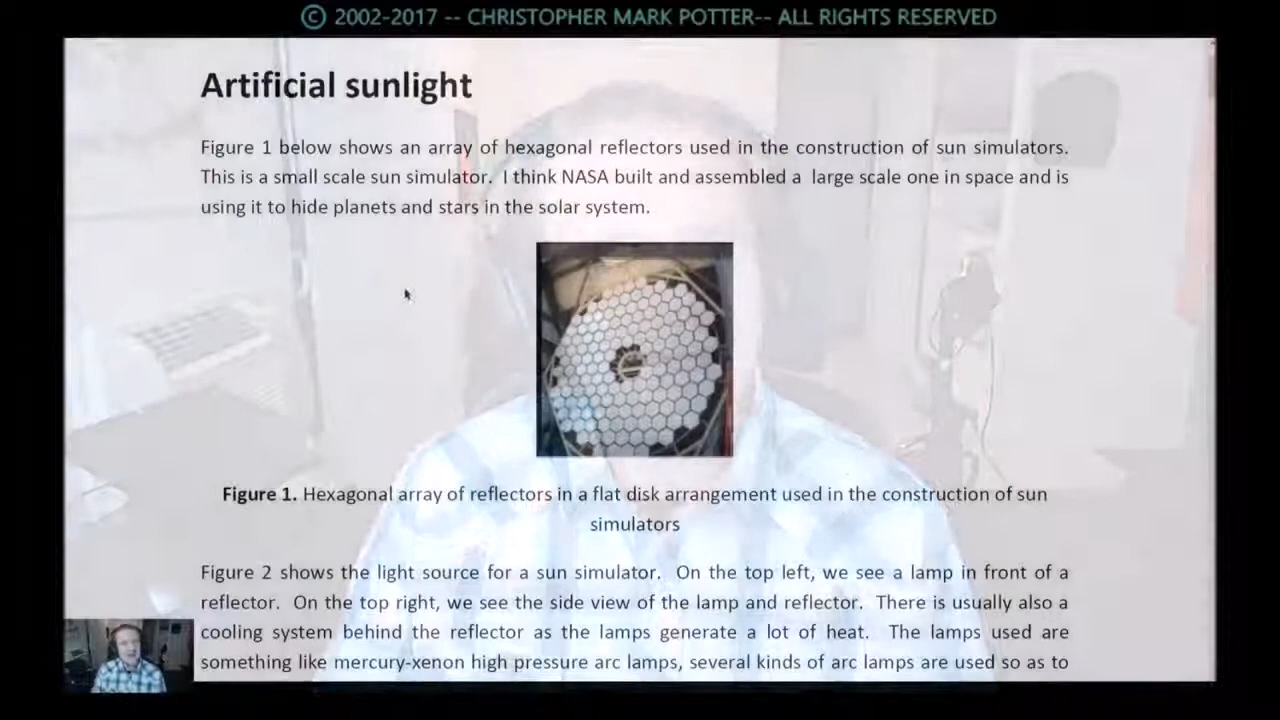 © 2002-2017 -- CHRISTOPHER MARK POTTER-- ALL RIGHTS RESERVED
Artificial sunlight
Figure 1 below shows an array of hexagonal reflectors used in the construction of sun simulators.
This is a small scale sun simulator. I think NASA built and assembled a large scale one in space and is
using it to hide planets and stars in the solar system.
Figure 1. Hexagonal array of reflectors in a flat disk arrangement used in the construction of sun
simulators
Figure 2 shows the light source for a sun simulator. On the top left, we see a lamp in front of a
reflector. On the top right, we see the side view of the lamp and reflector. There is usually also a
cooling system behind the reflector as the lamps generate a lot of heat. The lamps used are
something like mercury-xenon high pressure arc lamps, several kinds of arc lamps are used so as to